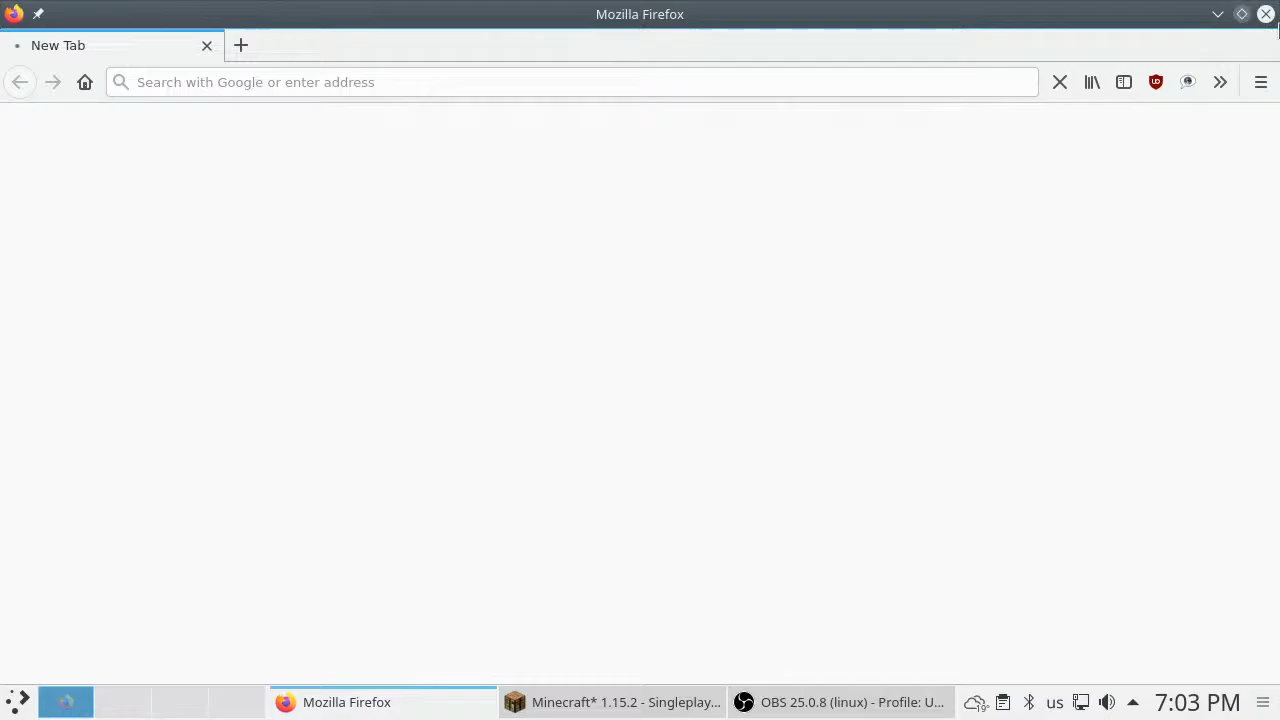 Mozilla Firefox
New Tab
Search with Google or enter address
Mozilla Firefox
Minecraft* 1.15.2 - Singleplay...
OBS 25.0.8 (linux) - Profile: U...
us
7:03 PM